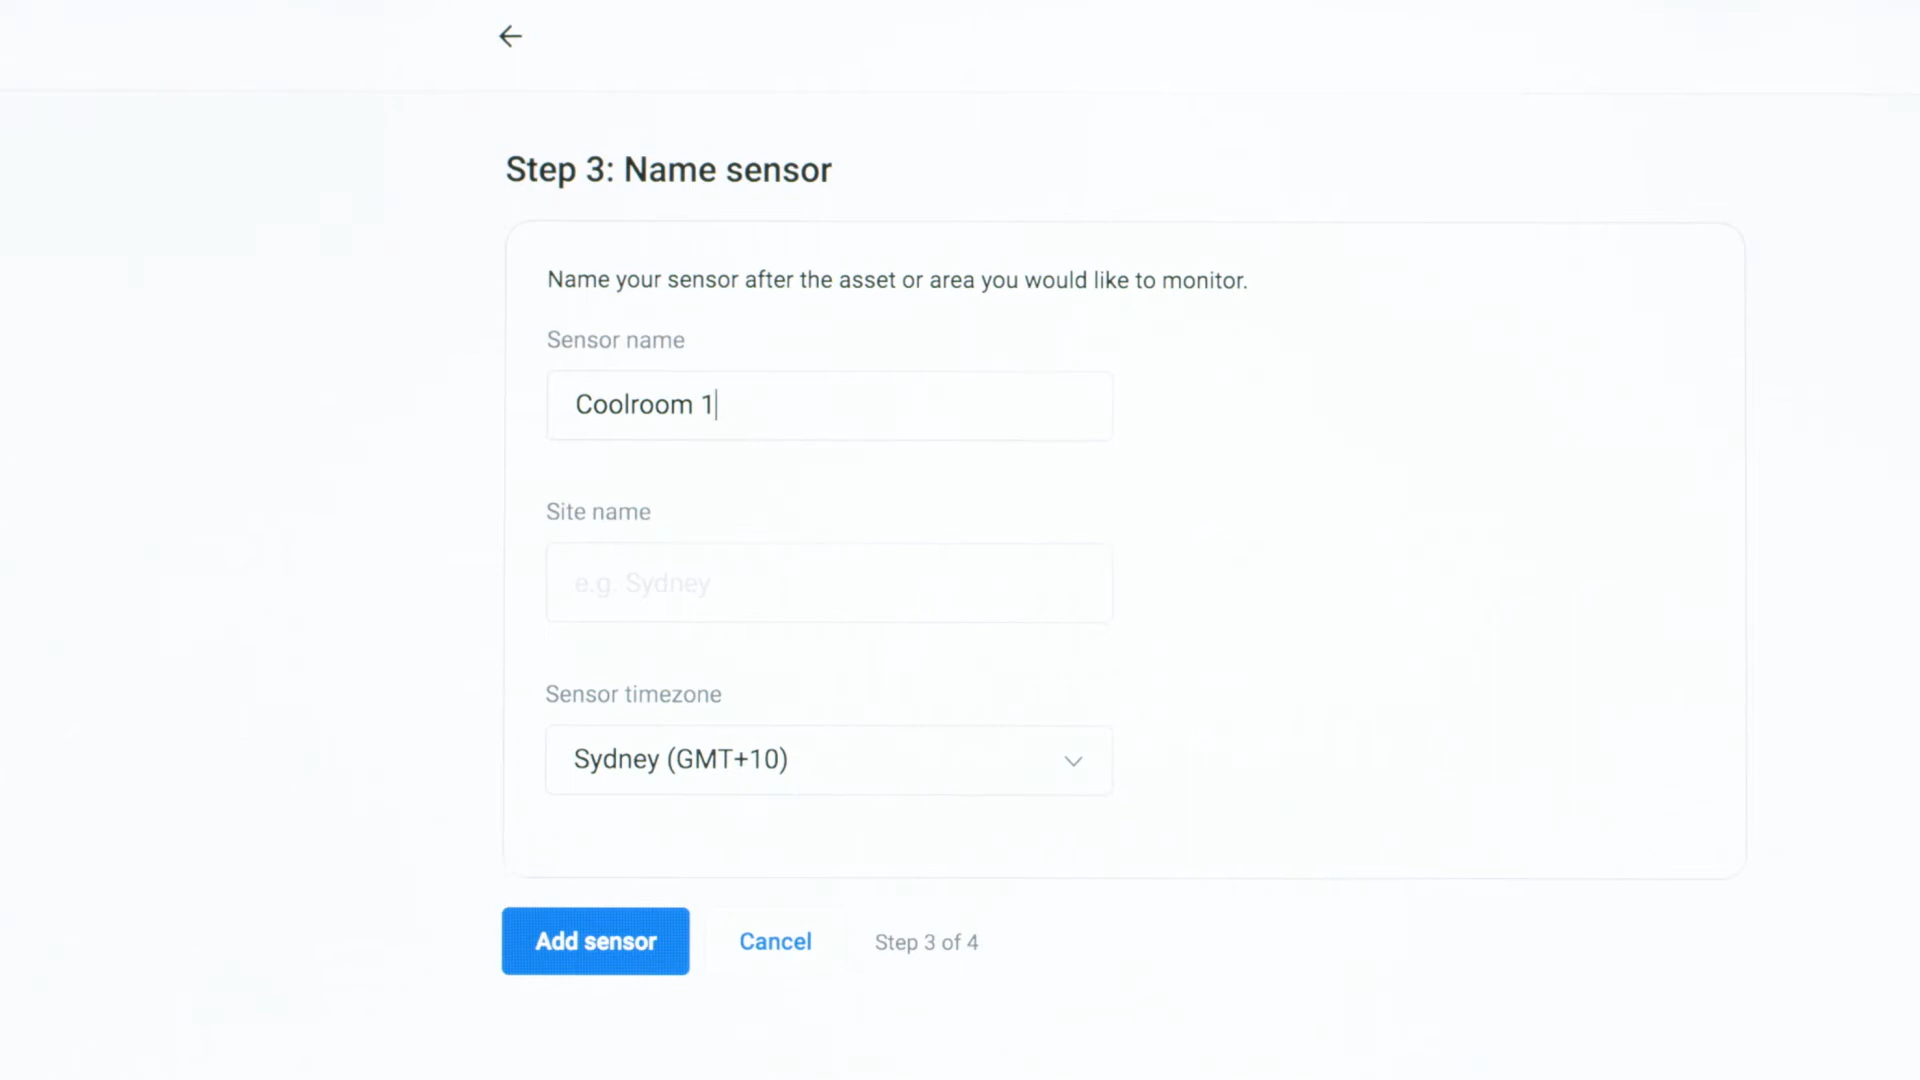 Step 3: Name sensor
Name your sensor after the asset or area you would like to monitor.
Sensor name
Coolroom 1
Site name
e.g. Sydney
Sensor timezone
Sydney (GMT+10)
Add sensor
Cancel
Step 3 of 4